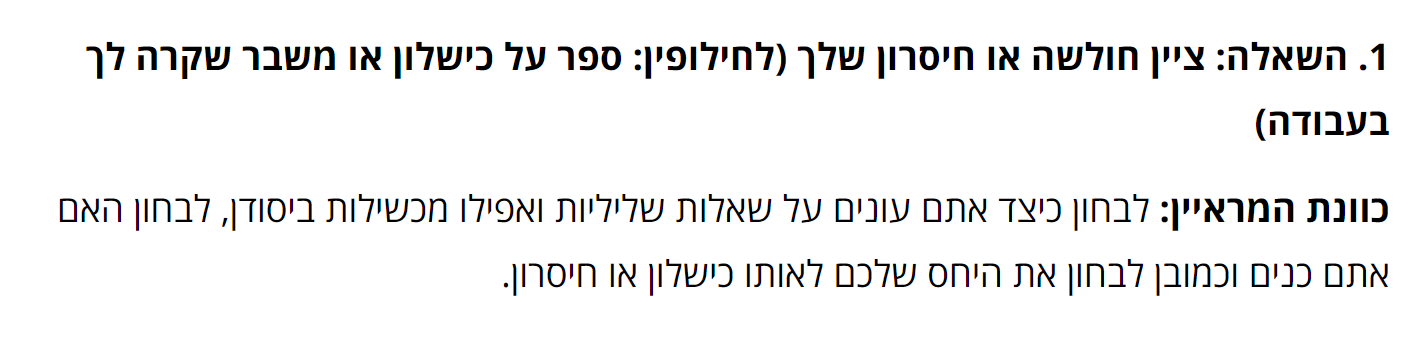 1. השאלה: ציין חולשה או חיסרון שלך (לחילופין: ספר על כישלון או משבר שקרה לך
בעבודה)
כוונת המראיין: לבחון כיצד אתם עונים על שאלות שליליות ואפילו מכשילות ביסודן, לבחון האם
אתם כנים וכמובן לבחון את היחס שלכם לאותו כישלון או חיסרון.